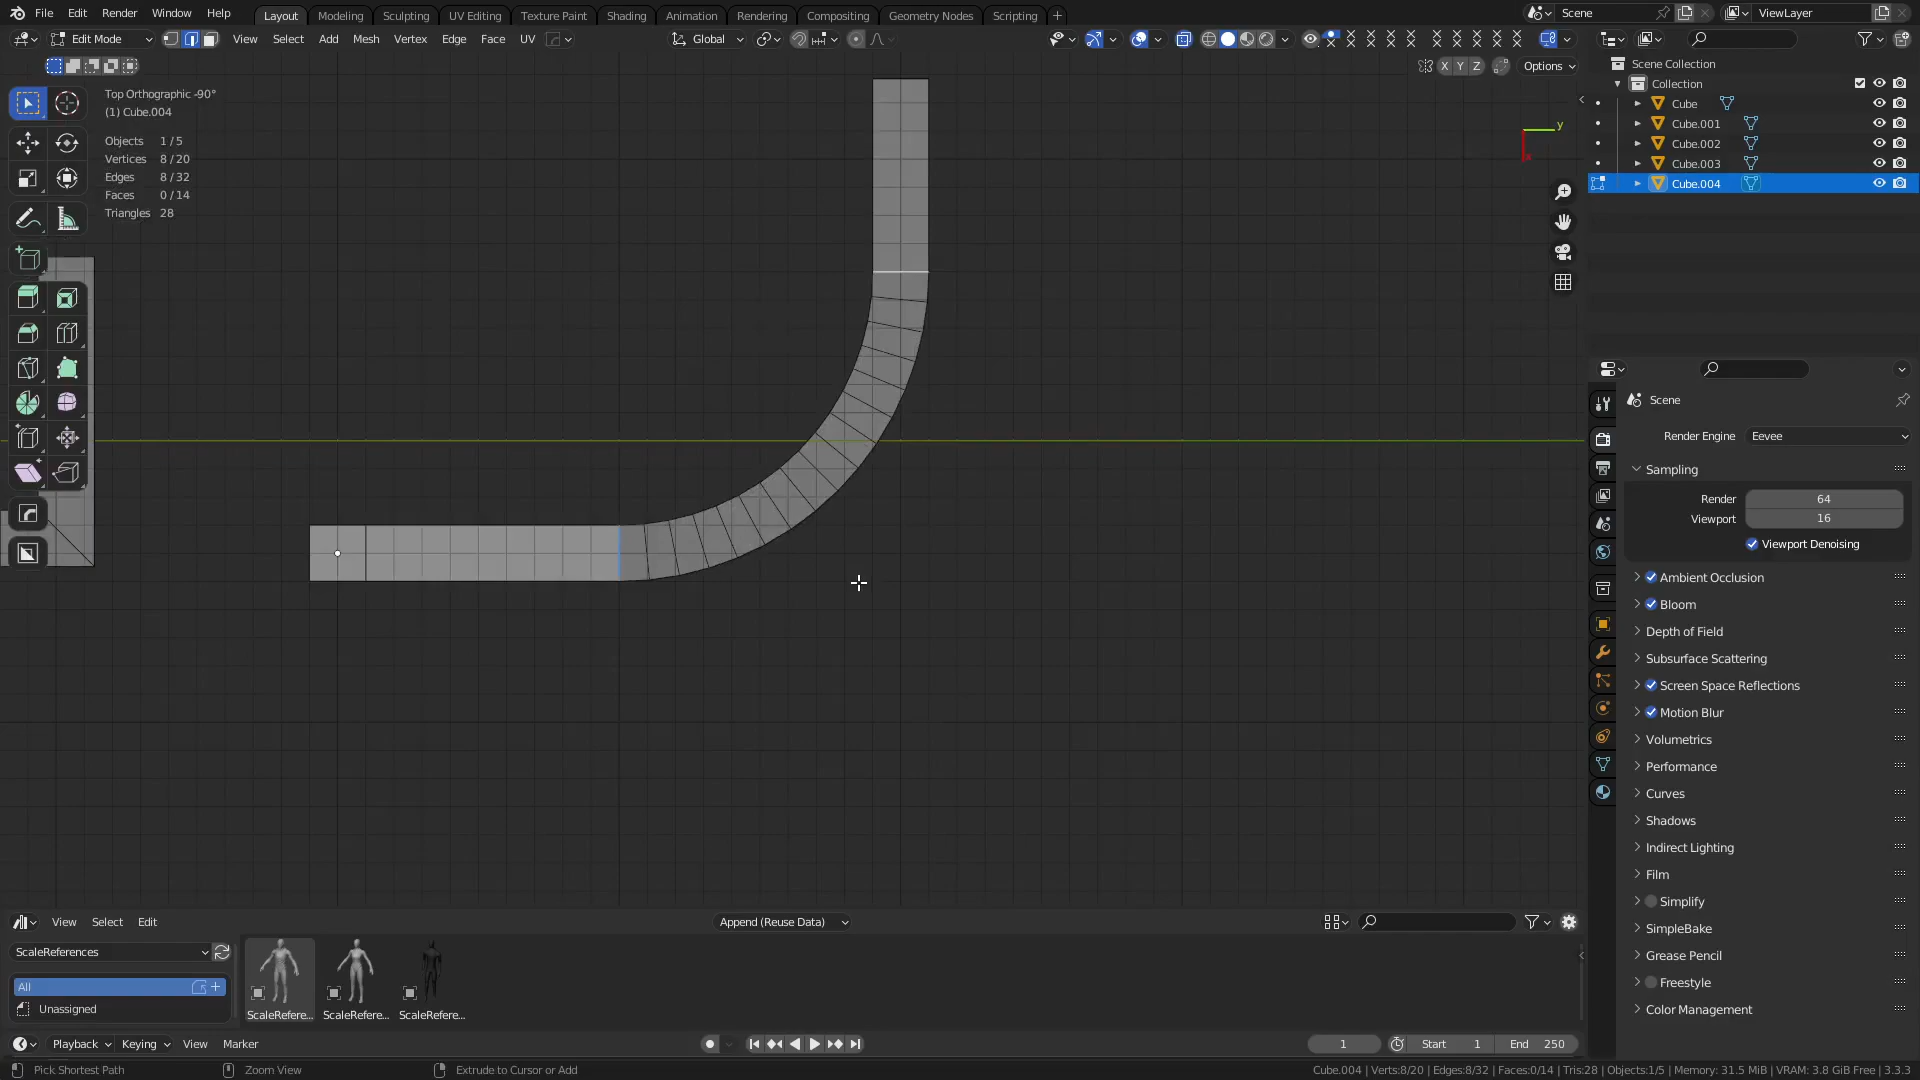 File Edit Render Window Help Layout Modeling Sculpting UV Editing Texture Paint Shading Animation Rendering Compositing Geometry Nodes Scripting + Scene ViewLayer
Edit Mode View Select Add Mesh Vertex Edge Face UV Global
X Y Z Options
Top Orthographic -90°
(1) Cube.004
Objects 1/5
Vertices 8/20
Edges 8/32
Faces 0/14
Triangles 28
y
Scene Collection
Collection
Cube
Cube.001
Cube.002
Cube.003
Cube.004
Scene
Render Engine Eevee
Sampling
Render 64
Viewport 16
Viewport Denoising
Ambient Occlusion
Bloom
Depth of Field
Subsurface Scattering
Screen Space Reflections
Motion Blur
Volumetrics
Performance
Curves
Shadows
Indirect Lighting
Film
Simplify
SimpleBake
Grease Pencil
Freestyle
Color Management
View Select Edit Append (Reuse Data)
ScaleReferences
All
Unassigned
ScaleRefere... ScaleRefere... ScaleRefere...
Playback Keying View Marker 1 Start 1 End 250
Pick Shortest Path Zoom View Extrude to Cursor or Add Cube.004 | Verts:8/20 | Edges:8/32 | Faces:0/14 | Tris:28 | Objects:1/5 | Memory: 31.5 MiB | VRAM: 3.8 GiB Free | 3.3.3